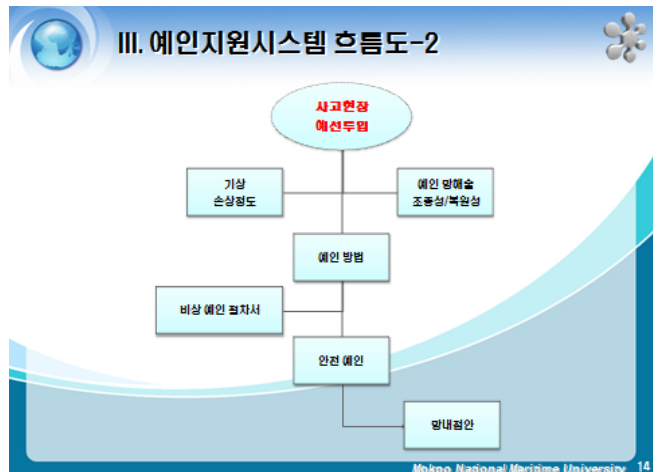 III. 예인지원시스템 흐름도-2
사고현장
예선투입
기상
손상정도
예인 항해술
조종성/복원성
예인 방법
비상 예인 절차서
안전 예인
항내접안
Mokpo National Maritime University 14